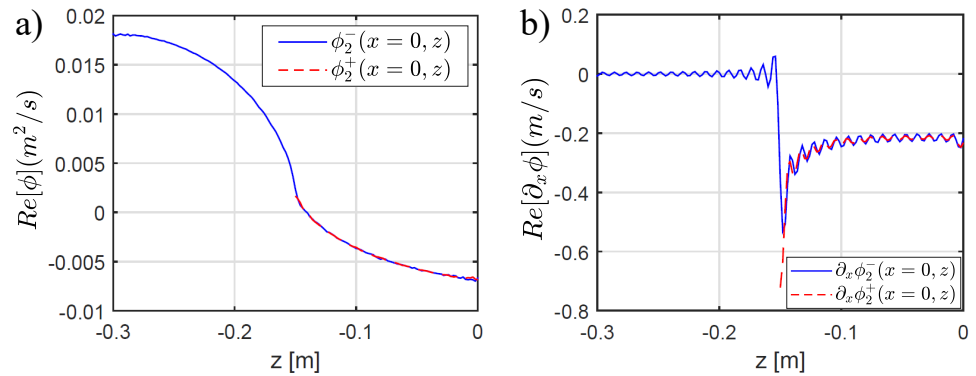 a)
Re[ϕ](m²/s)
0.02
0.015
0.01
0.005
0
-0.005
-0.01
-0.3
-0.2
-0.1
0
z [m]
ϕ₂⁻(x = 0, z)
ϕ₂⁺(x = 0, z)
b)
Re[∂ₓϕ](m/s)
0.2
0
-0.2
-0.4
-0.6
-0.8
-0.3
-0.2
-0.1
0
z [m]
∂ₓϕ₂⁻(x = 0, z)
∂ₓϕ₂⁺(x = 0, z)